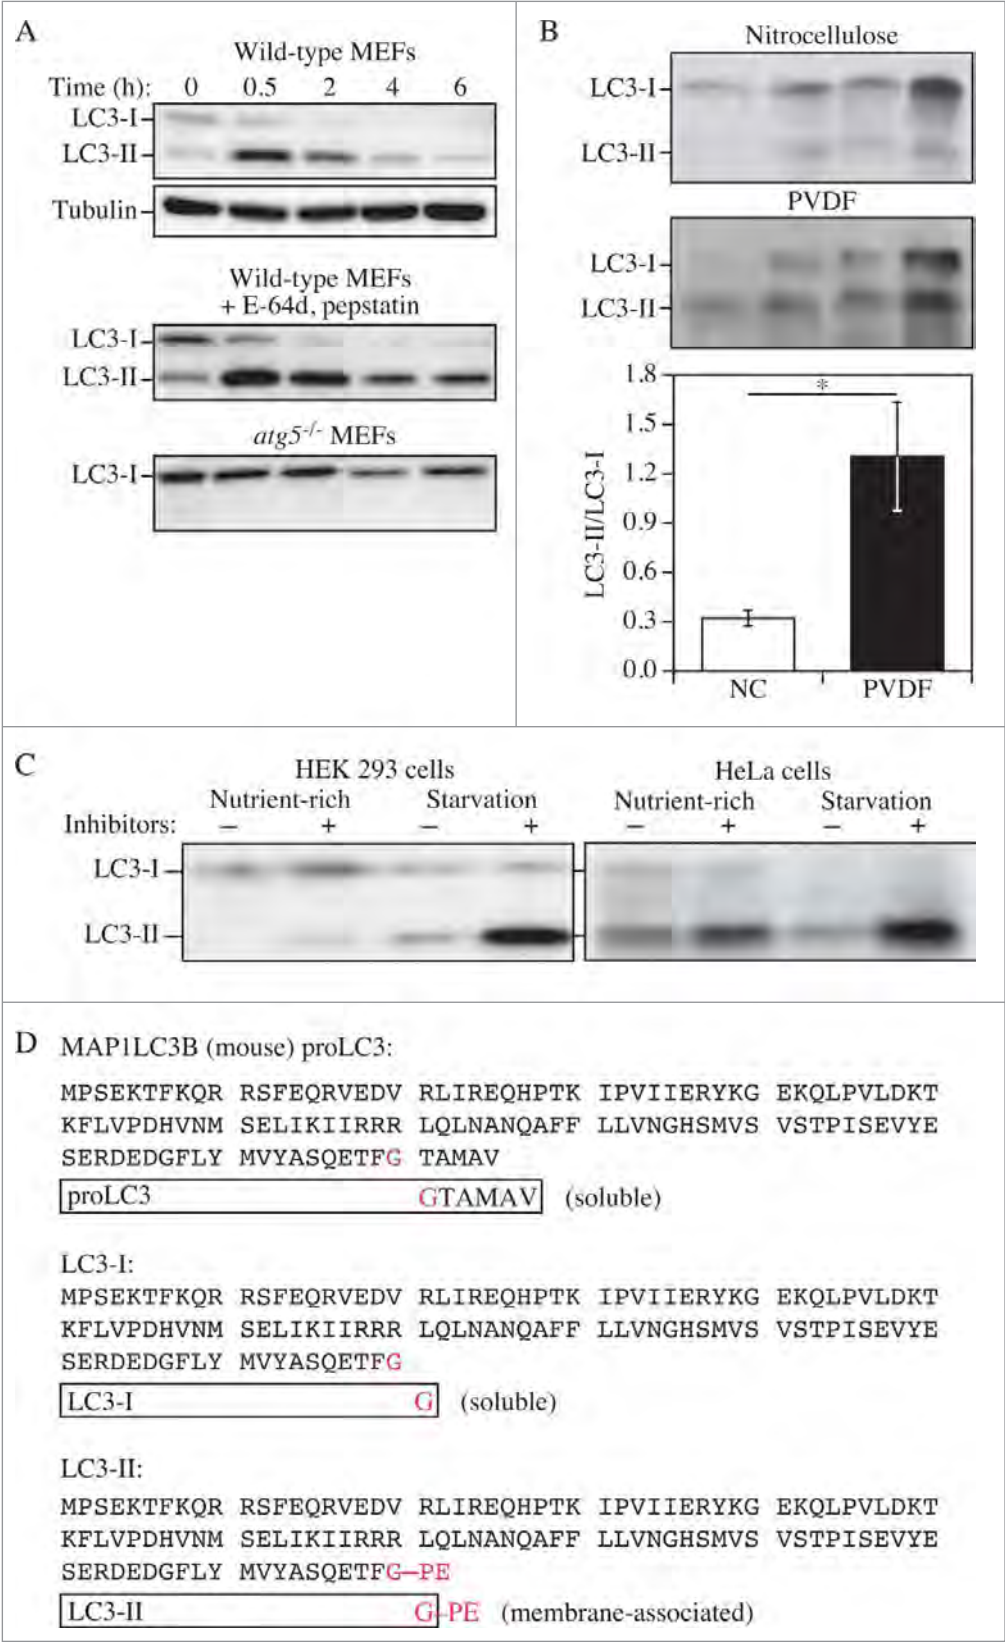 A
Wild-type MEFs
Time (h): 0 0.5 2 4 6
LC3-I
LC3-II
Tubulin
Wild-type MEFs
+ E-64d, pepstatin
LC3-I
LC3-II
atg5-/- MEFs
LC3-I
B
Nitrocellulose
LC3-I
LC3-II
PVDF
LC3-I
LC3-II
1.8
*
1.5
1.2
0.9
0.6
0.3
0.0
LC3-II/LC3-I
NC PVDF
C
HEK 293 cells HeLa cells
Nutrient-rich Starvation Nutrient-rich Starvation
Inhibitors: – + – + – + – +
LC3-I
LC3-II
D MAP1LC3B (mouse) proLC3:
MPSEKTFKQR RSFEQRVEDV RLIREQHPTK IPVIIERYKG EKQLPVLDKT
KFLVPDHVNM SELIKIIRRR LQLNANQAFF LLVNGHSMVS VSTPISEVYE
SERDEDGFLY MVYASQETFG TAMAV
proLC3 GTAMAV (soluble)
LC3-I:
MPSEKTFKQR RSFEQRVEDV RLIREQHPTK IPVIIERYKG EKQLPVLDKT
KFLVPDHVNM SELIKIIRRR LQLNANQAFF LLVNGHSMVS VSTPISEVYE
SERDEDGFLY MVYASQETFG
LC3-I G (soluble)
LC3-II:
MPSEKTFKQR RSFEQRVEDV RLIREQHPTK IPVIIERYKG EKQLPVLDKT
KFLVPDHVNM SELIKIIRRR LQLNANQAFF LLVNGHSMVS VSTPISEVYE
SERDEDGFLY MVYASQETFG–PE
LC3-II G–PE (membrane-associated)